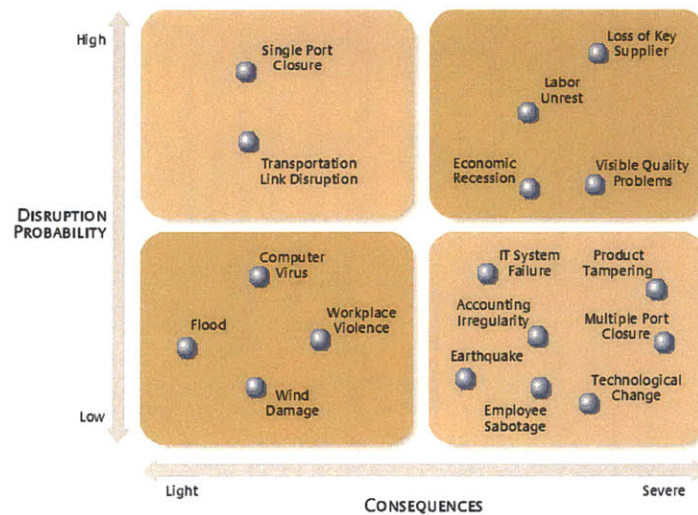 High
Single Port
Closure
Transportation
Link Disruption
Loss of Key
Supplier
Labor
Unrest
Economic
Recession
Visible Quality
Problems
DISRUPTION
PROBABILITY
Computer
Virus
Flood
Workplace
Violence
Wind
Damage
IT System
Failure
Product
Tampering
Accounting
Irregularity
Multiple Port
Closure
Earthquake
Employee
Sabotage
Technological
Change
Low
Light
Severe
CONSEQUENCES